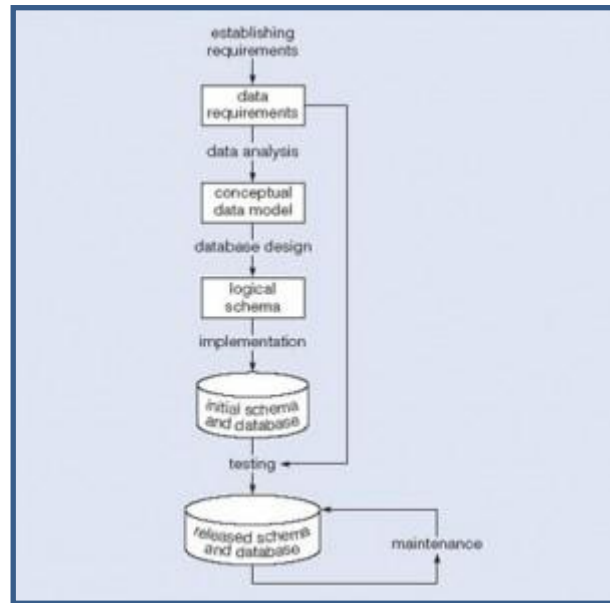 establishing
requirements
data
requirements
data analysis
conceptual
data model
database design
logical
schema
implementation
initial schema
and database
testing
released schema
and database
maintenance